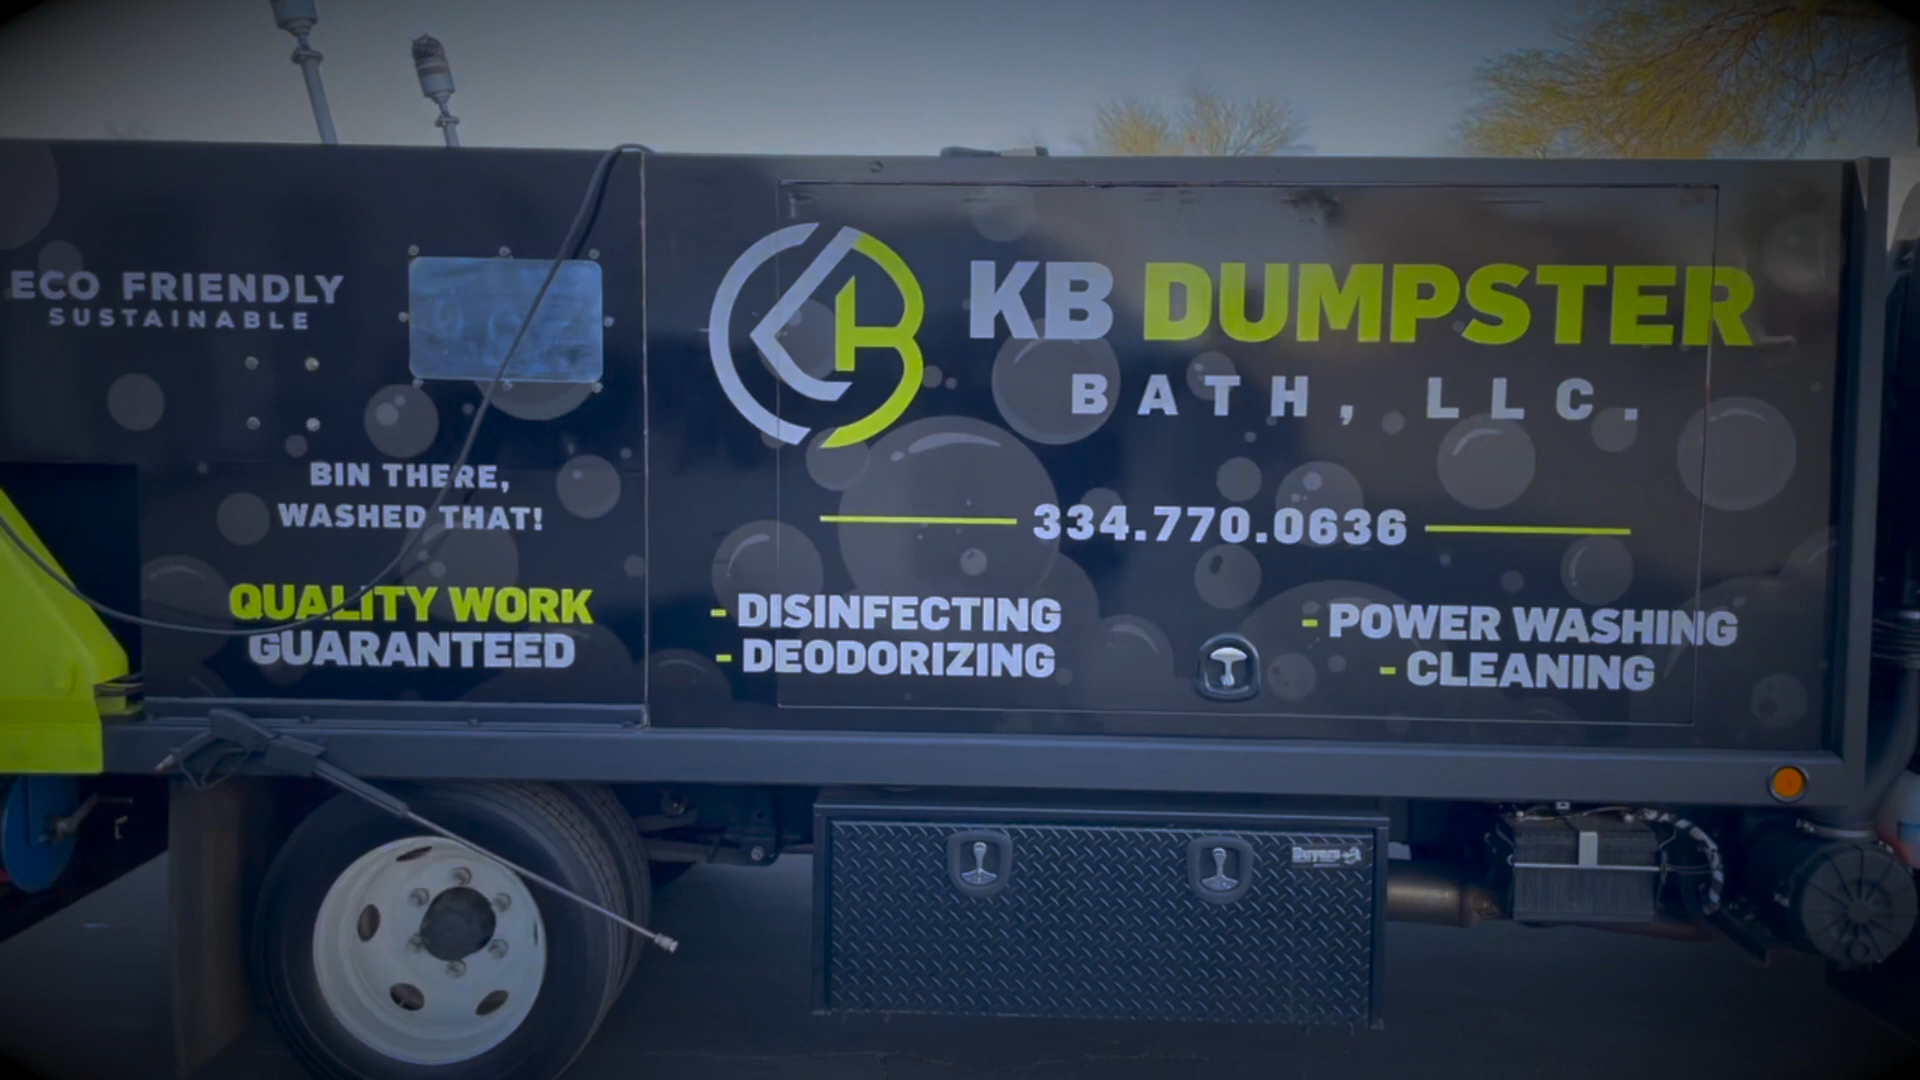 ECO FRIENDLY
SUSTAINABLE
BIN THERE,
WASHED THAT!
QUALITY WORK
GUARANTEED
KB
KB DUMPSTER
BATH, LLC.
334.770.0636
- DISINFECTING
- DEODORIZING
- POWER WASHING
- CLEANING
Buyers